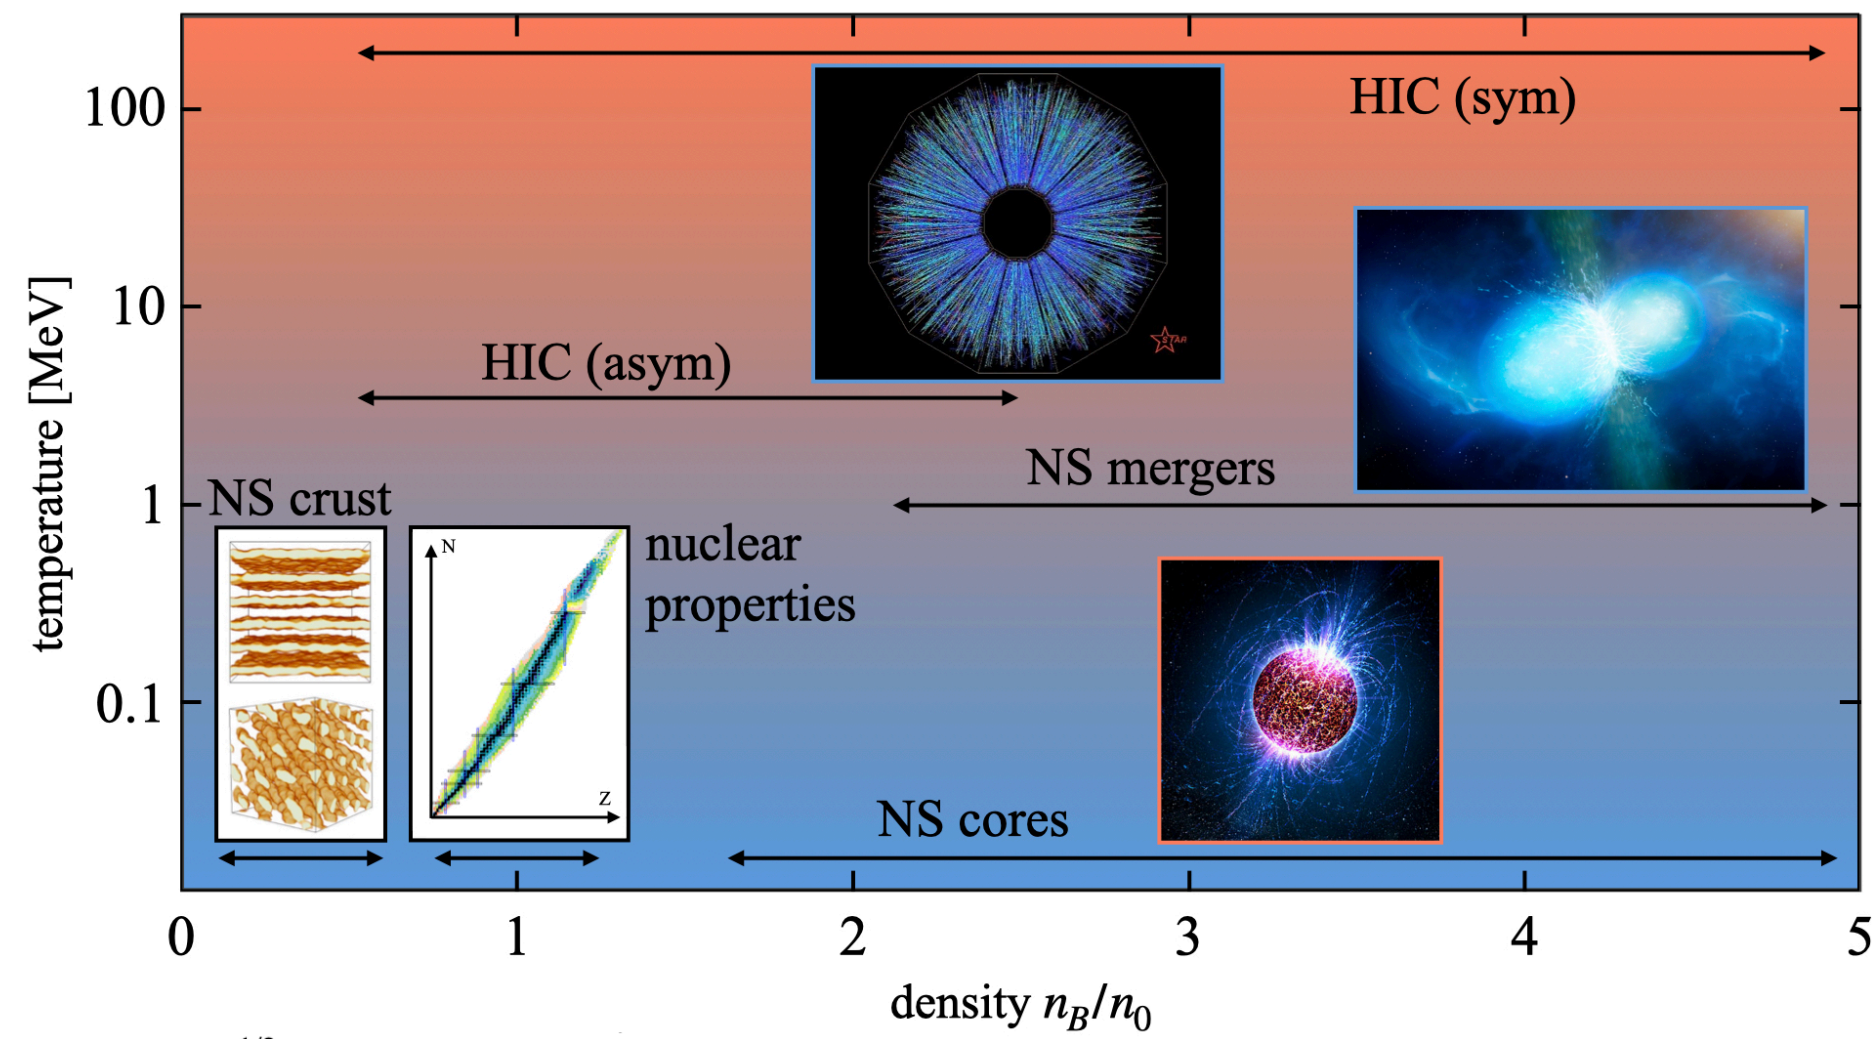 HIC (sym)
100
STAR
10
HIC (asym)
temperature [MeV]
NS mergers
1
NS crust
N
nuclear
properties
0.1
Z
NS cores
0 1 2 3 4 5
density n_B/n_0